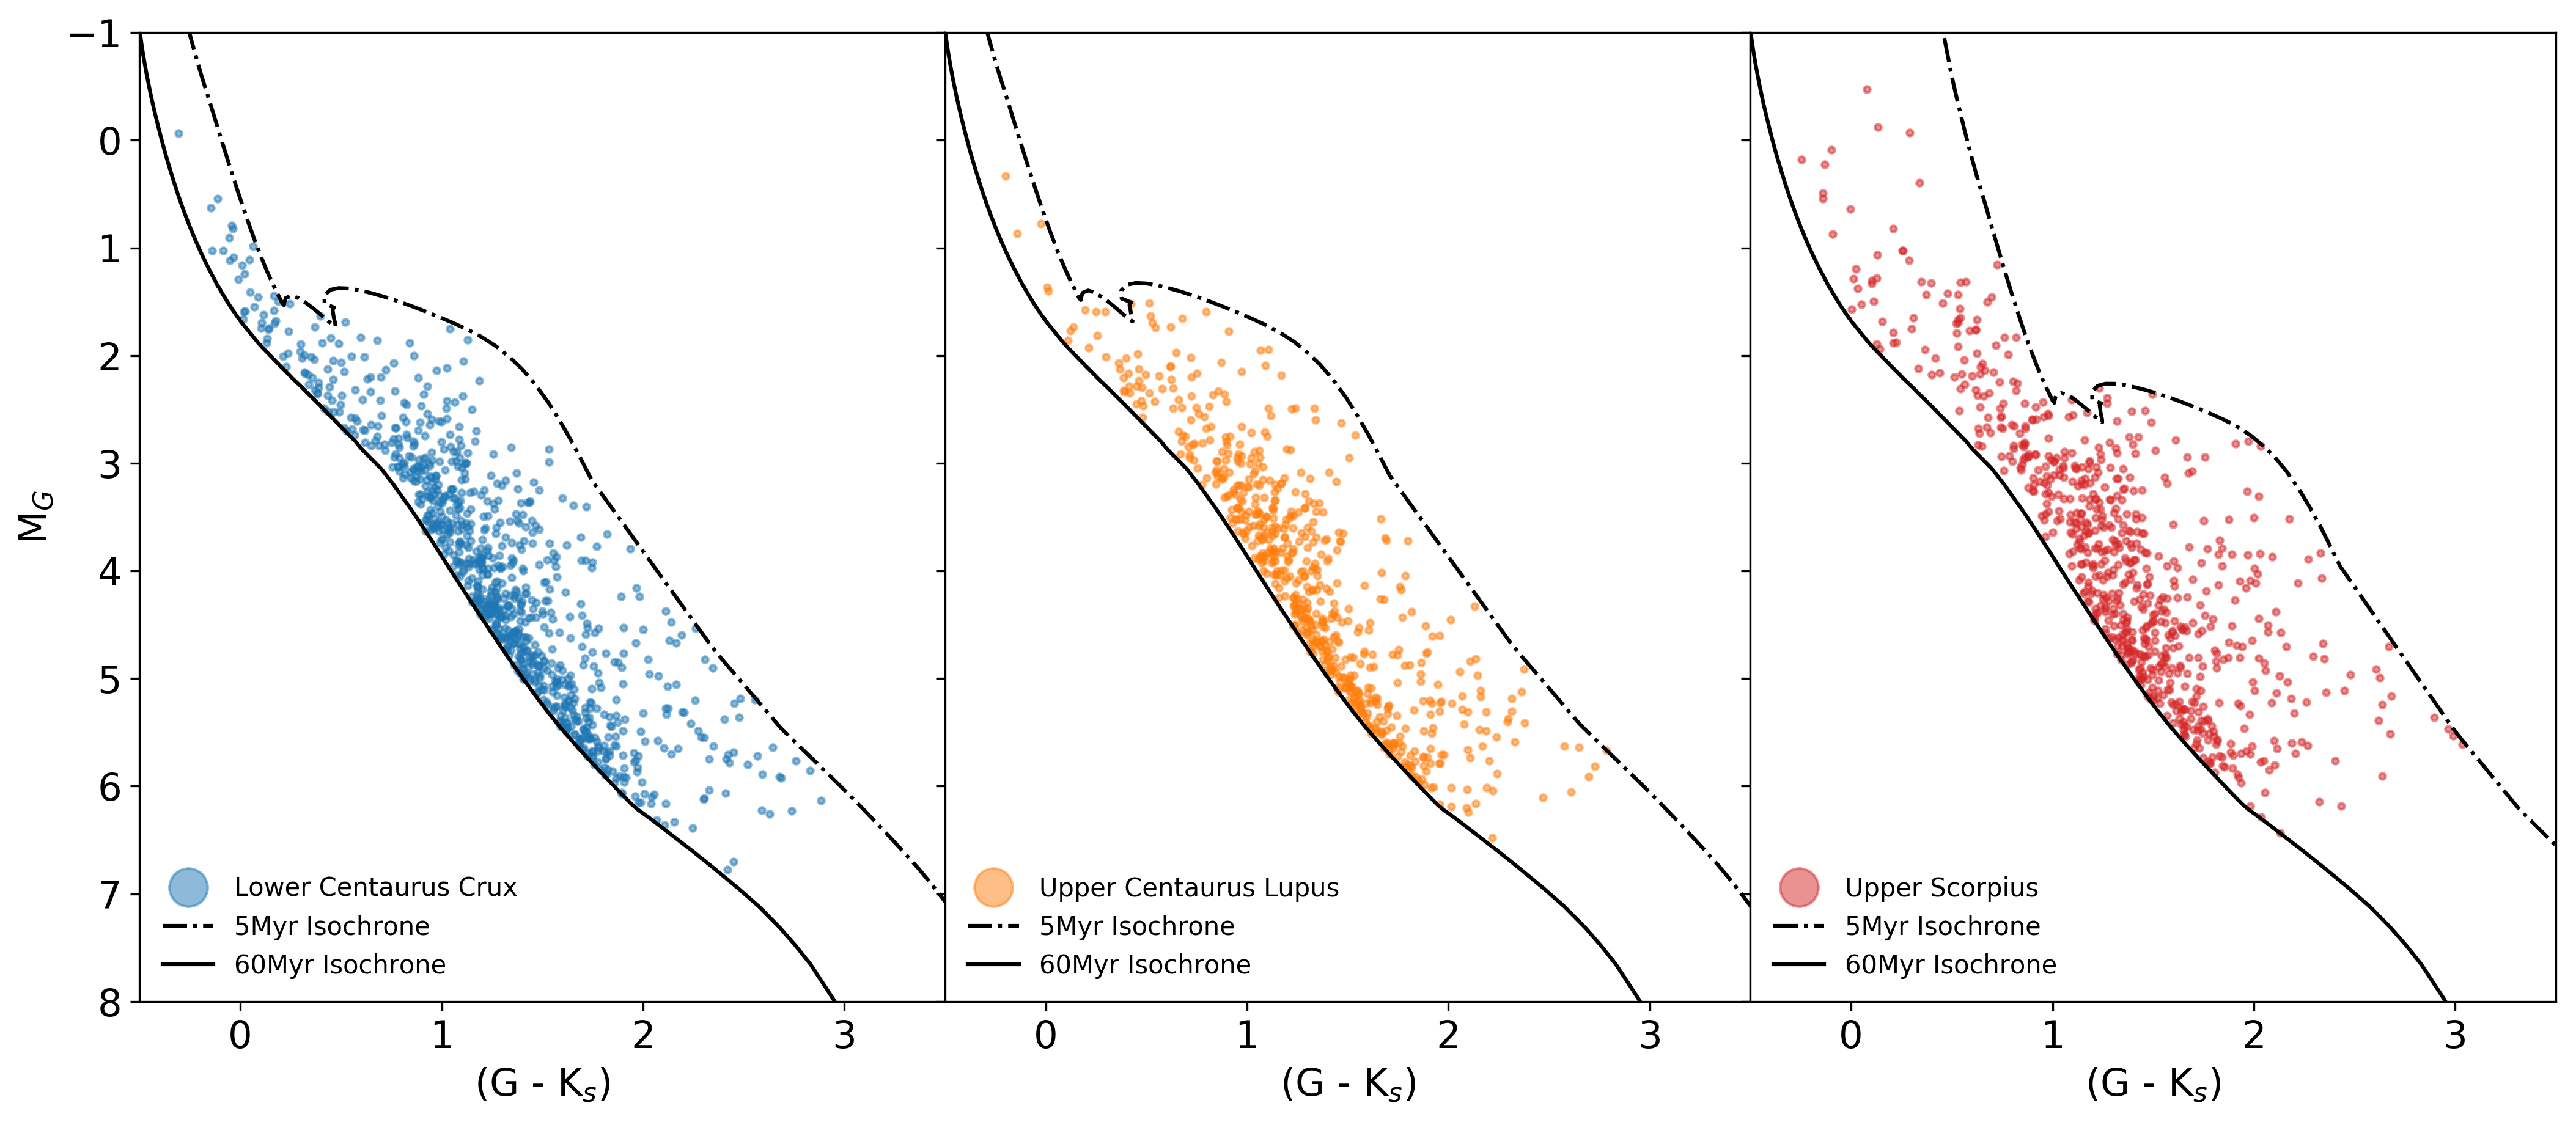 M_G
−1
0
1
2
3
4
5
6
7
8
Lower Centaurus Crux
5Myr Isochrone
60Myr Isochrone
0 1 2 3
(G - K_s)
Upper Centaurus Lupus
5Myr Isochrone
60Myr Isochrone
0 1 2 3
(G - K_s)
Upper Scorpius
5Myr Isochrone
60Myr Isochrone
0 1 2 3
(G - K_s)